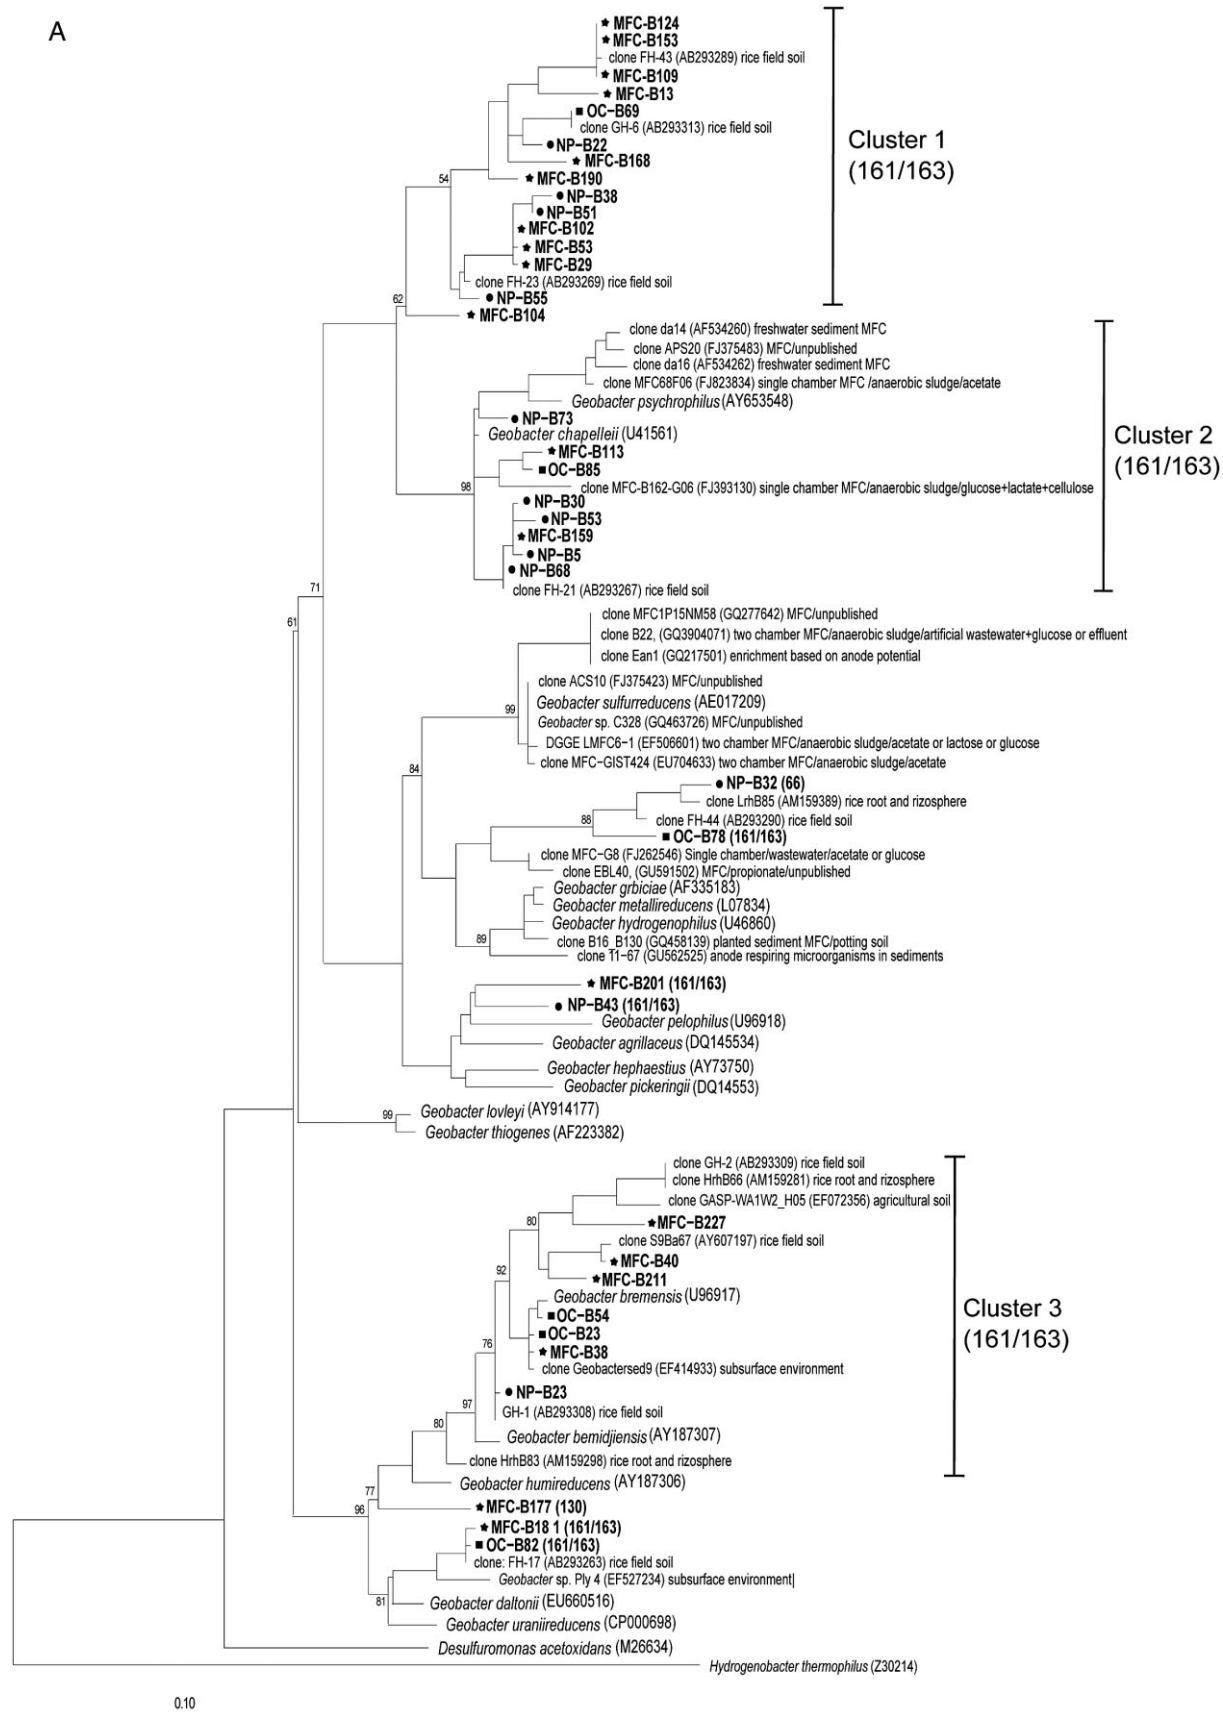 A
MFC-B124
MFC-B153
clone FH-43 (AB293289) rice field soil
MFC-B109
MFC-B13
OC-B69
clone GH-6 (AB293313) rice field soil
NP-B22
MFC-B168
MFC-B190
54
NP-B38
NP-B51
MFC-B102
MFC-B53
MFC-B29
clone FH-23 (AB293269) rice field soil
NP-B55
62
MFC-B104
Cluster 1
(161/163)
clone da14 (AF534260) freshwater sediment MFC
clone APS20 (FJ375483) MFC/unpublished
clone da16 (AF534262) freshwater sediment MFC
clone MFC68F06 (FJ823834) single chamber MFC /anaerobic sludge/acetate
Geobacter psychrophilus (AY653548)
NP-B73
Geobacter chapelleii (U41561)
MFC-B113
OC-B85
clone MFC-B162-G06 (FJ393130) single chamber MFC/anaerobic sludge/glucose+lactate+cellulose
98
NP-B30
NP-B53
MFC-B159
NP-B5
NP-B68
clone FH-21 (AB293267) rice field soil
Cluster 2
(161/163)
71
61
clone MFC1P15NM58 (GQ277642) MFC/unpublished
clone B22, (GQ3904071) two chamber MFC/anaerobic sludge/artificial wastewater+glucose or effluent
clone Ean1 (GQ217501) enrichment based on anode potential
clone ACS10 (FJ375423) MFC/unpublished
99
Geobacter sulfurreducens (AE017209)
Geobacter sp. C328 (GQ463726) MFC/unpublished
DGGE LMFC6-1 (EF506601) two chamber MFC/anaerobic sludge/acetate or lactose or glucose
clone MFC-GIST424 (EU704633) two chamber MFC/anaerobic sludge/acetate
84
NP-B32 (66)
clone LrhB85 (AM159389) rice root and rizosphere
88
clone FH-44 (AB293290) rice field soil
OC-B78 (161/163)
clone MFC-G8 (FJ262546) Single chamber/wastewater/acetate or glucose
clone EBL40, (GU591502) MFC/propionate/unpublished
Geobacter grbiciae (AF335183)
Geobacter metallireducens (L07834)
Geobacter hydrogenophilus (U46860)
89
clone B16_B130 (GQ458139) planted sediment MFC/potting soil
clone T1-67 (GU562525) anode respiring microorganisms in sediments
MFC-B201 (161/163)
NP-B43 (161/163)
Geobacter pelophilus (U96918)
Geobacter agrillaceus (DQ145534)
Geobacter hephaestius (AY73750)
Geobacter pickeringii (DQ14553)
99
Geobacter lovleyi (AY914177)
Geobacter thiogenes (AF223382)
clone GH-2 (AB293309) rice field soil
clone HrhB66 (AM159281) rice root and rizosphere
clone GASP-WA1W2_H05 (EF072356) agricultural soil
80
MFC-B227
clone S9Ba67 (AY607197) rice field soil
MFC-B40
92
MFC-B211
Geobacter bremensis (U96917)
OC-B54
OC-B23
76
MFC-B38
clone Geobactersed9 (EF414933) subsurface environment
NP-B23
97
GH-1 (AB293308) rice field soil
80
Geobacter bemidjiensis (AY187307)
clone HrhB83 (AM159298) rice root and rizosphere
Geobacter humireducens (AY187306)
Cluster 3
(161/163)
77
96
MFC-B177 (130)
MFC-B18 1 (161/163)
OC-B82 (161/163)
clone: FH-17 (AB293263) rice field soil
Geobacter sp. Ply 4 (EF527234) subsurface environment|
81
Geobacter daltonii (EU660516)
Geobacter uraniireducens (CP000698)
Desulfuromonas acetoxidans (M26634)
Hydrogenobacter thermophilus (Z30214)
0.10